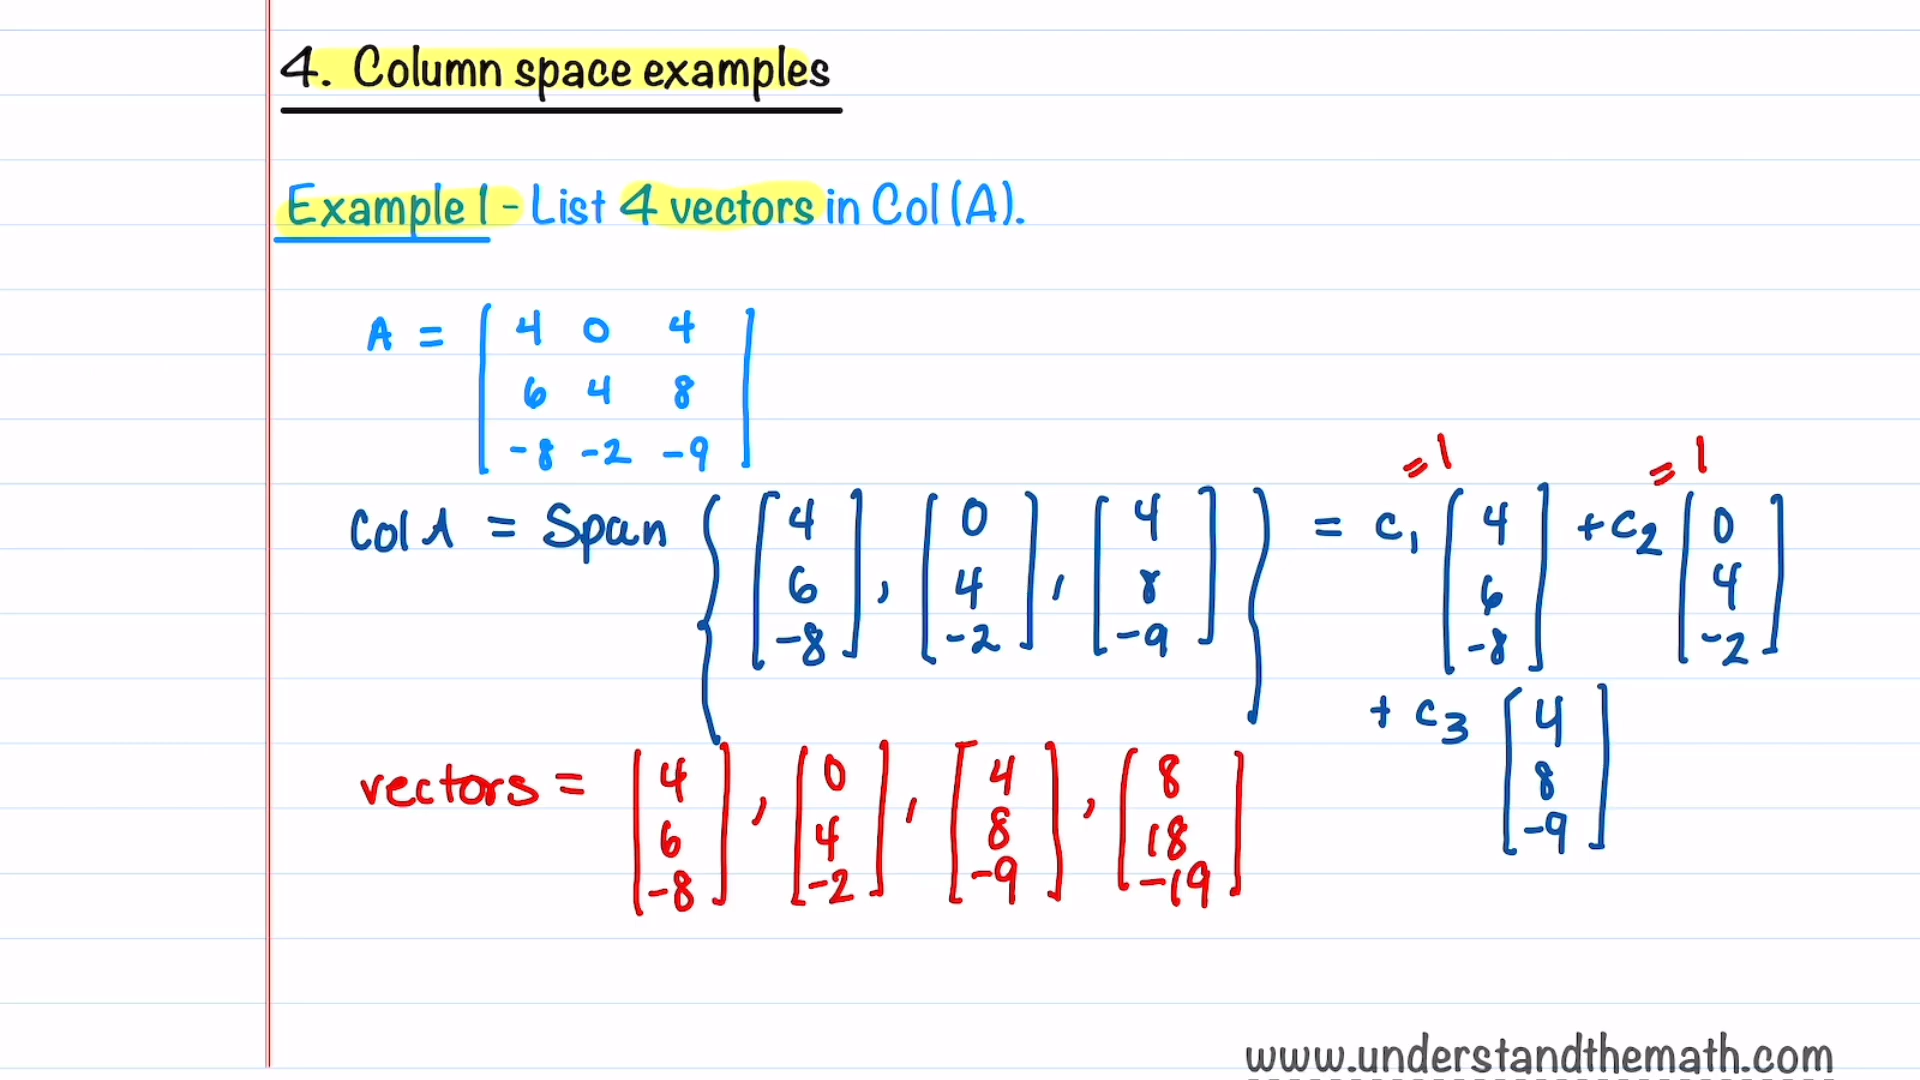 4. Column space examples
Example 1 - List 4 vectors in Col (A).
A = [ 4 0 4
6 4 8
-8 -2 -9 ]
= 1 = 1
Col A = Span { [ 4 6 -8 ] , [ 0 4 -2 ] , [ 4 8 -9 ] } = c₁ [ 4 6 -8 ] + c₂ [ 0 4 -2 ]
+ c₃ [ 4 8 -9 ]
vectors = [ 4 6 -8 ] , [ 0 4 -2 ] , [ 4 8 -9 ] , [ 8 18 -19 ]
www.understandthemath.com